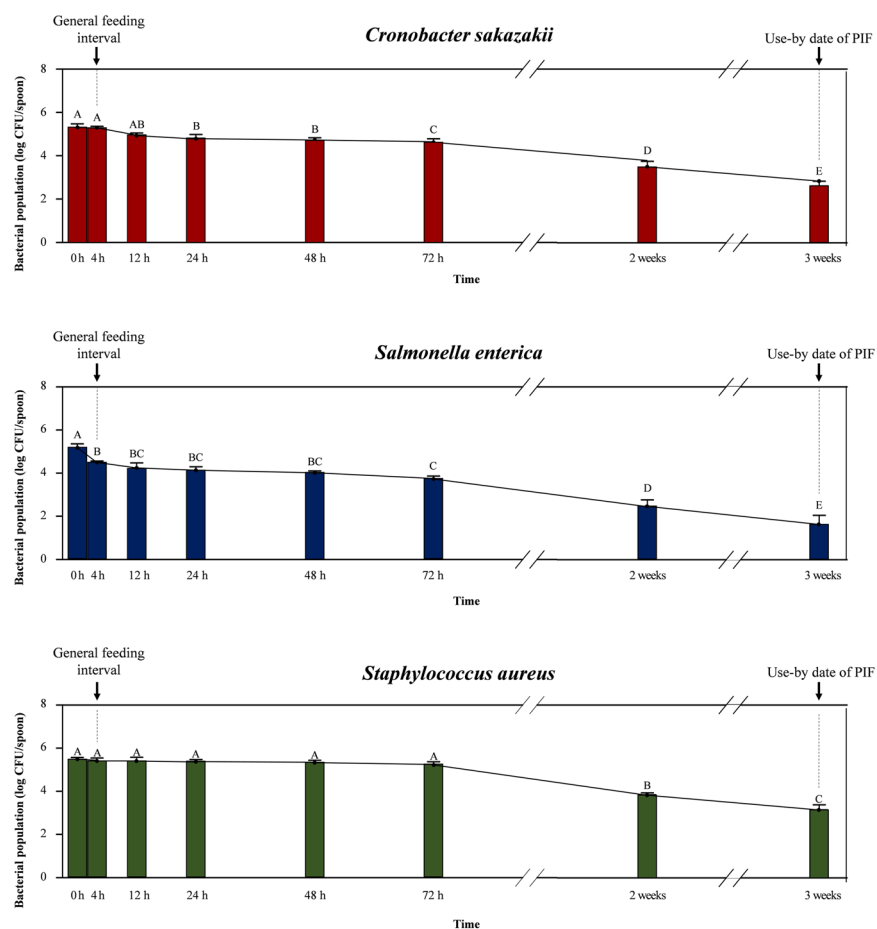 General feeding
interval
Cronobacter sakazakii
Use-by date of PIF
Bacterial population (log CFU/spoon)
8
6
4
2
0
A
A
AB
B
B
C
D
E
0 h
4 h
12 h
24 h
48 h
72 h
2 weeks
3 weeks
Time
General feeding
interval
Salmonella enterica
Use-by date of PIF
Bacterial population (log CFU/spoon)
8
6
4
2
0
A
B
BC
BC
BC
C
D
E
0 h
4 h
12 h
24 h
48 h
72 h
2 weeks
3 weeks
Time
General feeding
interval
Staphylococcus aureus
Use-by date of PIF
Bacterial population (log CFU/spoon)
8
6
4
2
0
A
A
A
A
A
A
B
C
0 h
4 h
12 h
24 h
48 h
72 h
2 weeks
3 weeks
Time